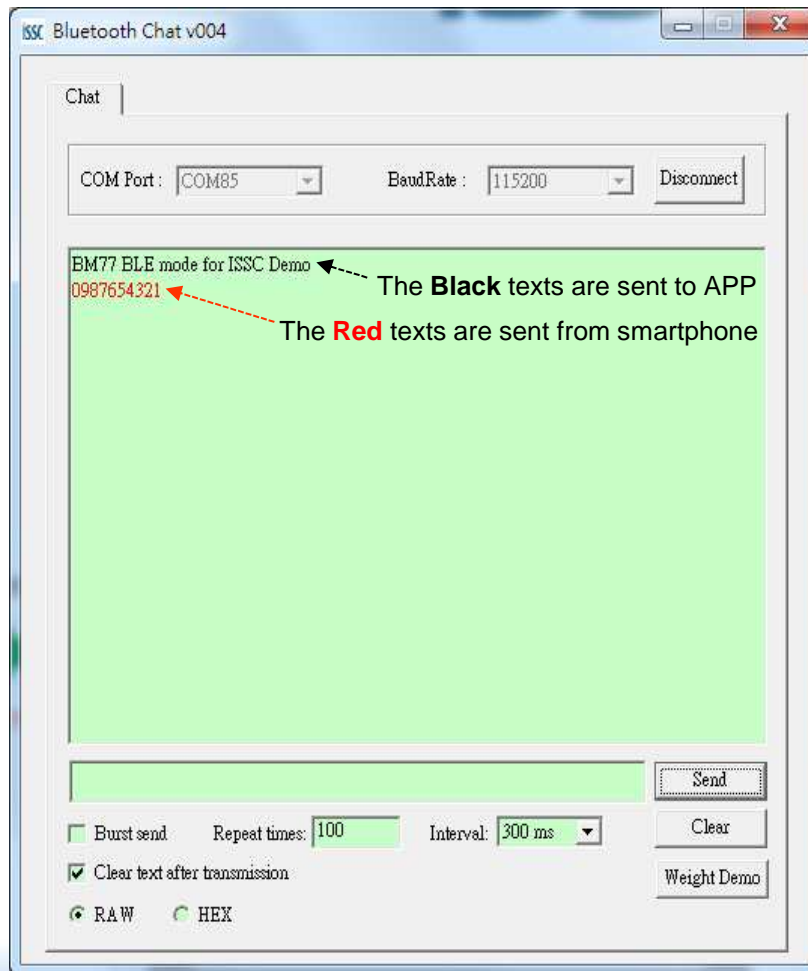 ISSC Bluetooth Chat v004
Chat
COM Port : COM85 BaudRate : 115200 Disconnect
BM77 BLE mode for ISSC Demo
The Black texts are sent to APP
0987654321
The Red texts are sent from smartphone
Send
Burst send Repeat times: 100 Interval: 300 ms Clear
Clear text after transmission
Weight Demo
RAW HEX